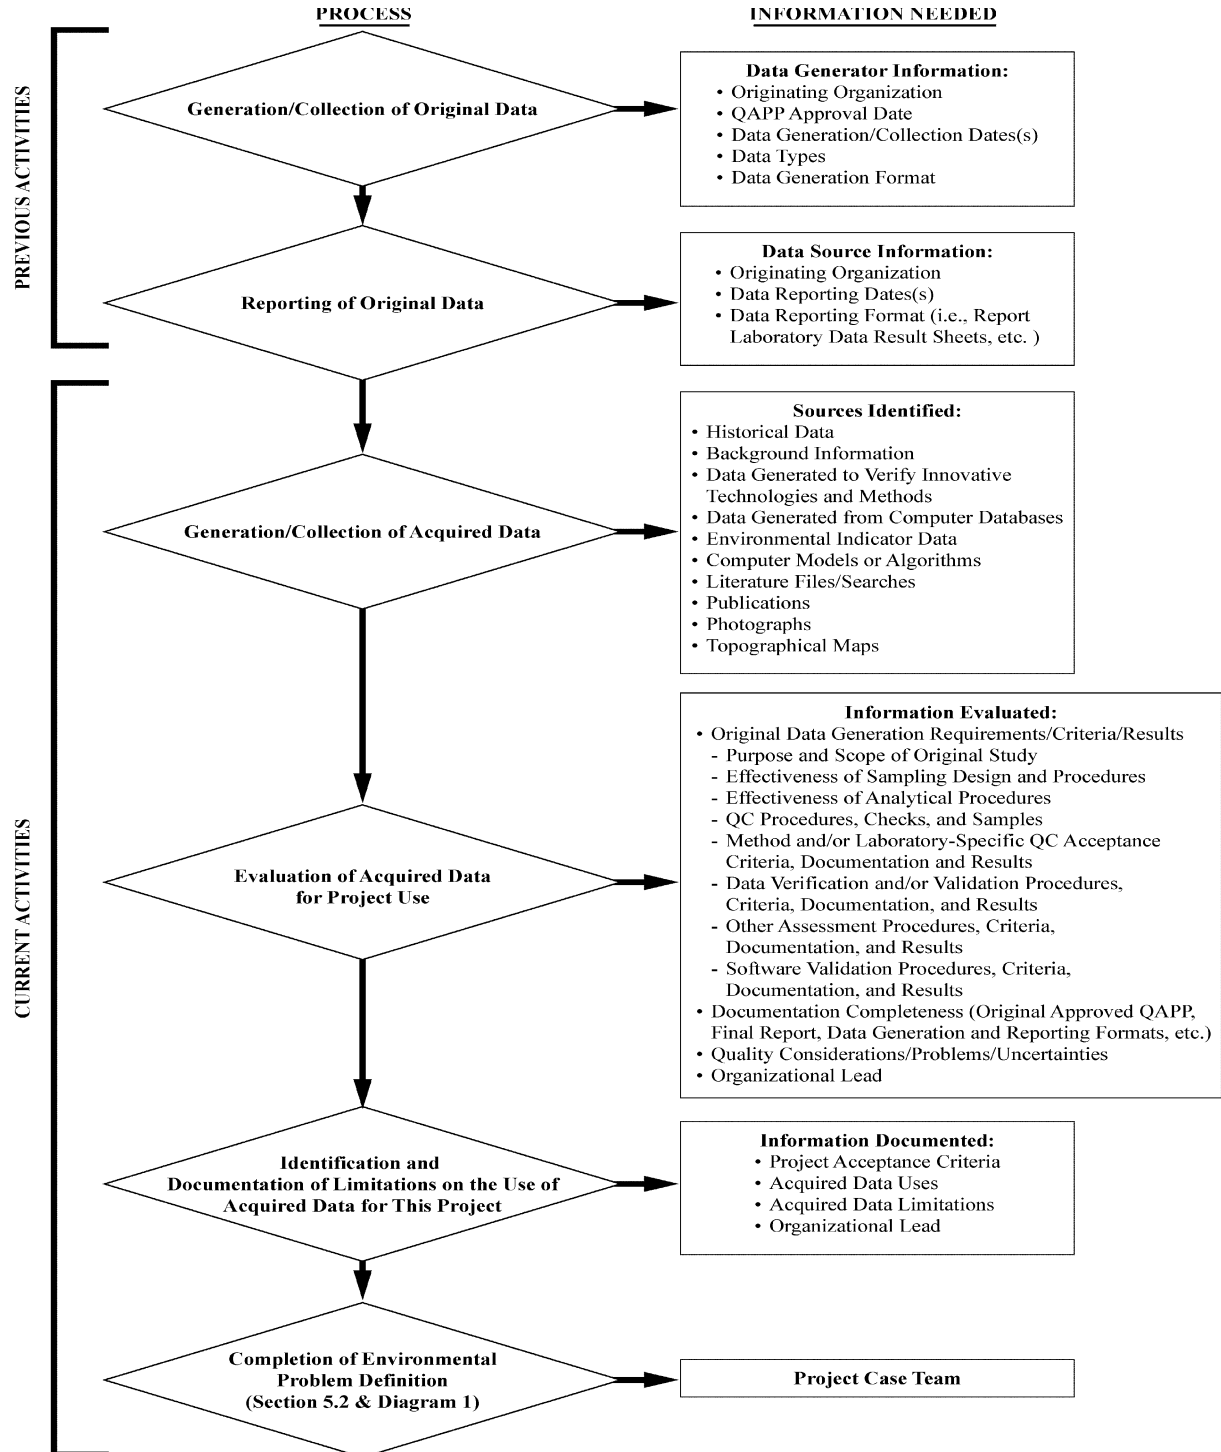 PROCESS
INFORMATION NEEDED
PREVIOUS ACTIVITIES
Generation/Collection of Original Data
Data Generator Information:
• Originating Organization
• QAPP Approval Date
• Data Generation/Collection Dates(s)
• Data Types
• Data Generation Format
Reporting of Original Data
Data Source Information:
• Originating Organization
• Data Reporting Dates(s)
• Data Reporting Format (i.e., Report
Laboratory Data Result Sheets, etc. )
CURRENT ACTIVITIES
Generation/Collection of Acquired Data
Sources Identified:
• Historical Data
• Background Information
• Data Generated to Verify Innovative
Technologies and Methods
• Data Generated from Computer Databases
• Environmental Indicator Data
• Computer Models or Algorithms
• Literature Files/Searches
• Publications
• Photographs
• Topographical Maps
Evaluation of Acquired Data
for Project Use
Information Evaluated:
• Original Data Generation Requirements/Criteria/Results
- Purpose and Scope of Original Study
- Effectiveness of Sampling Design and Procedures
- Effectiveness of Analytical Procedures
- QC Procedures, Checks, and Samples
- Method and/or Laboratory-Specific QC Acceptance
Criteria, Documentation and Results
- Data Verification and/or Validation Procedures,
Criteria, Documentation, and Results
- Other Assessment Procedures, Criteria,
Documentation, and Results
- Software Validation Procedures, Criteria,
Documentation, and Results
• Documentation Completeness (Original Approved QAPP,
Final Report, Data Generation and Reporting Formats, etc.)
• Quality Considerations/Problems/Uncertainties
• Organizational Lead
Identification and
Documentation of Limitations on the Use of
Acquired Data for This Project
Information Documented:
• Project Acceptance Criteria
• Acquired Data Uses
• Acquired Data Limitations
• Organizational Lead
Completion of Environmental
Problem Definition
(Section 5.2 & Diagram 1)
Project Case Team